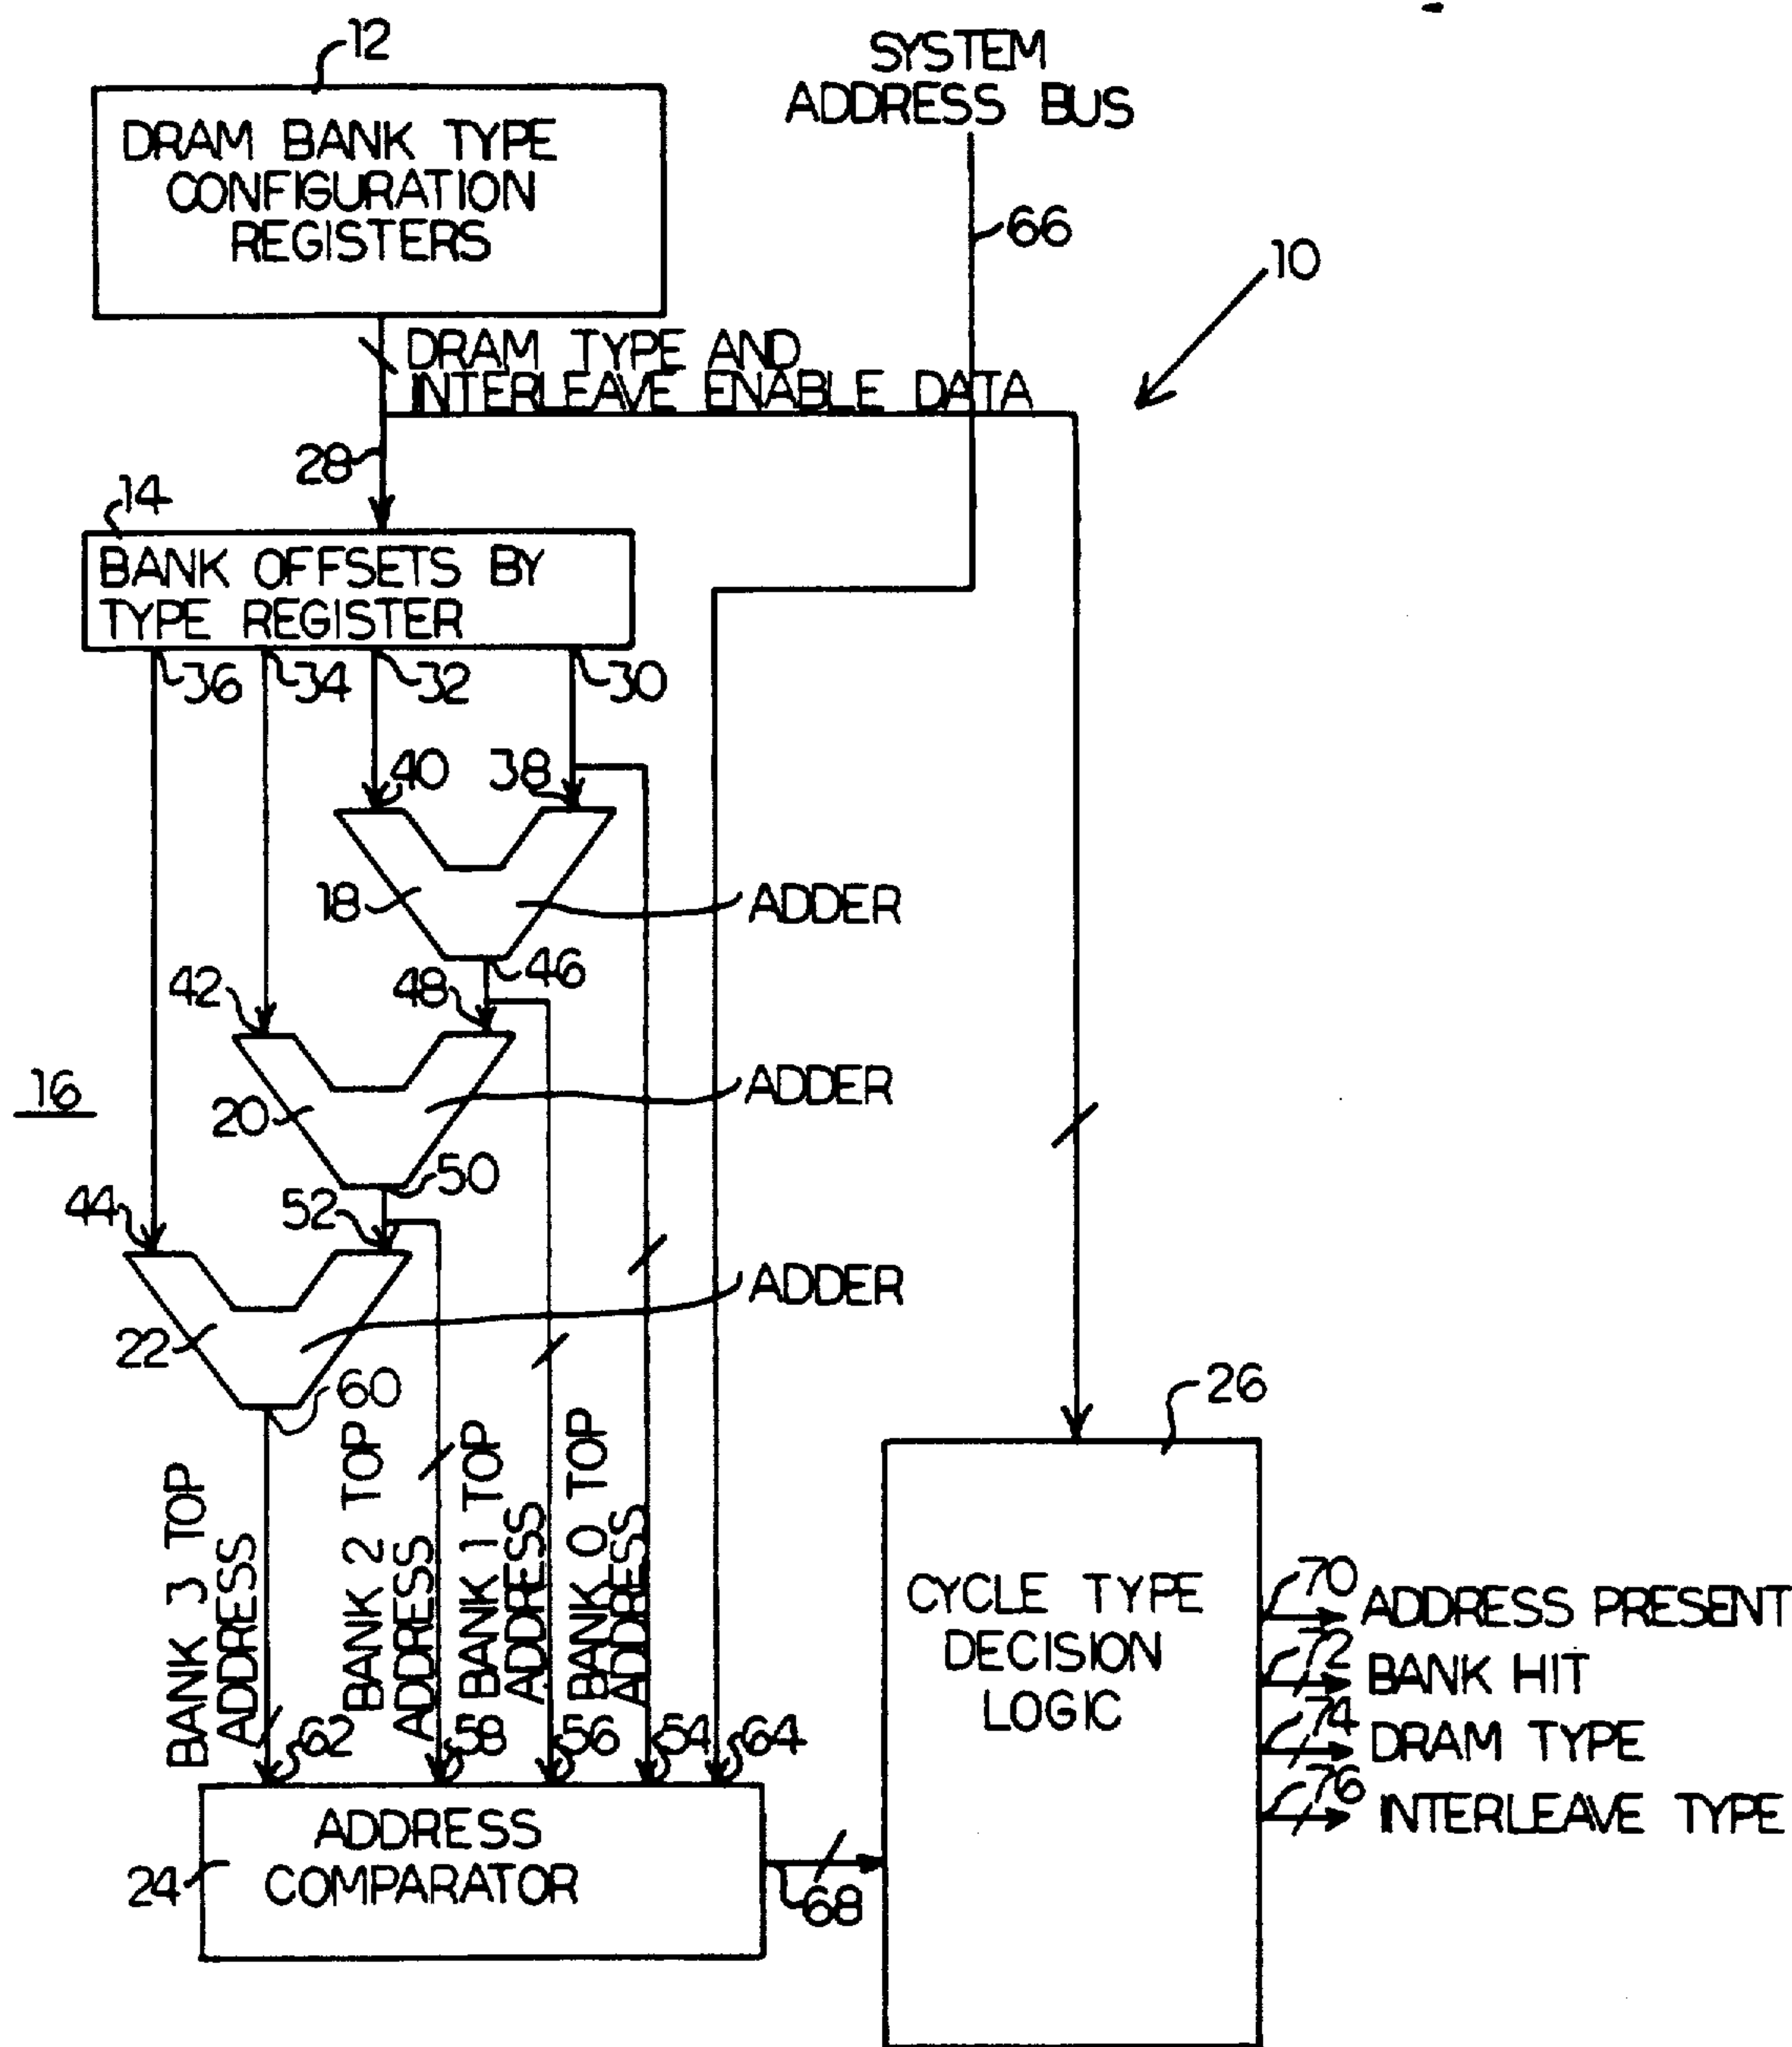 12
SYSTEM
ADDRESS BUS
DRAM BANK TYPE
CONFIGURATION
REGISTERS
66
10
DRAM TYPE AND
INTERLEAVE ENABLE DATA
28
14
BANK OFFSETS BY
TYPE REGISTER
36
34
32
30
40
38
18
ADDER
46
42
48
16
20
ADDER
50
44
52
22
ADDER
60
26
BANK 3 TOP
ADDRESS
BANK 2 TOP
ADDRESS
BANK 1 TOP
ADDRESS
BANK 0 TOP
ADDRESS
62
58
56
54
64
CYCLE TYPE
DECISION
LOGIC
70
ADDRESS PRESENT
72
BANK HIT
74
DRAM TYPE
76
INTERLEAVE TYPE
ADDRESS
COMPARATOR
24
68